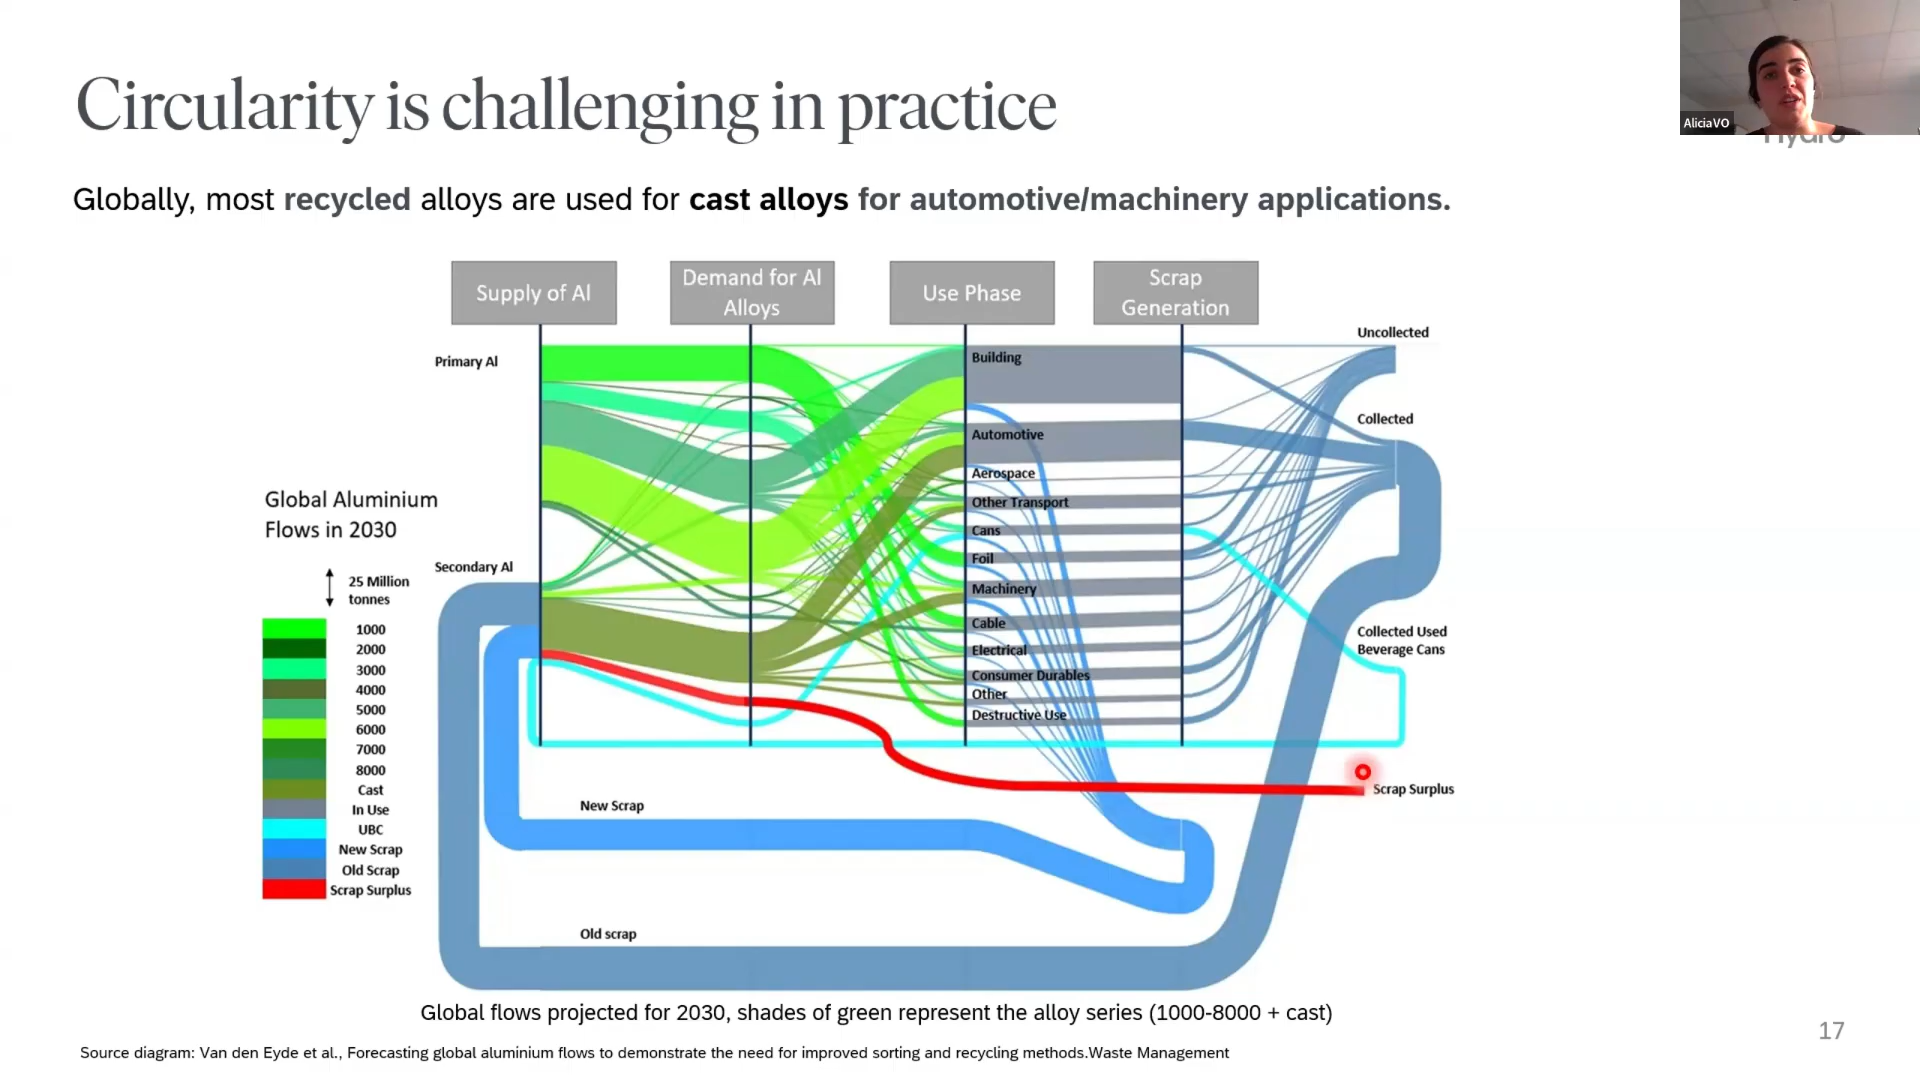 Circularity is challenging in practice
AliciaVO
Hydro
Globally, most recycled alloys are used for cast alloys for automotive/machinery applications.
Supply of Al
Demand for Al
Alloys
Use Phase
Scrap
Generation
Uncollected
Primary Al
Building
Collected
Automotive
Aerospace
Global Aluminium
Flows in 2030
Other Transport
Cans
Foil
Secondary Al
25 Million
tonnes
Machinery
Cable
Collected Used
Beverage Cans
Electrical
Consumer Durables
Other
Destructive Use
1000
2000
3000
4000
5000
6000
7000
8000
Cast
In Use
UBC
New Scrap
Old Scrap
Scrap Surplus
Scrap Surplus
New Scrap
Old scrap
Global flows projected for 2030, shades of green represent the alloy series (1000-8000 + cast)
17
Source diagram: Van den Eyde et al., Forecasting global aluminium flows to demonstrate the need for improved sorting and recycling methods.Waste Management